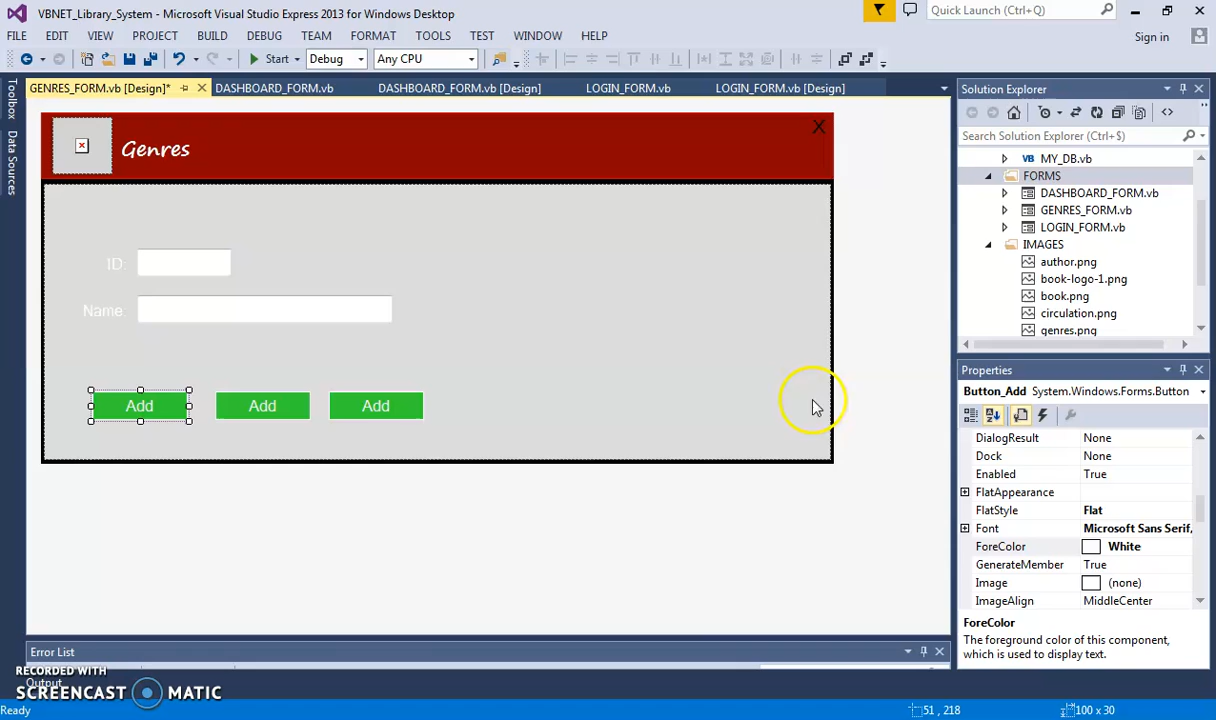 VBNET_Library_System - Microsoft Visual Studio Express 2013 for Windows Desktop
Quick Launch (Ctrl+Q)
FILE EDIT VIEW PROJECT BUILD DEBUG TEAM FORMAT TOOLS TEST WINDOW HELP
Sign in
Start Debug Any CPU
Toolbox
Data Sources
GENRES_FORM.vb [Design]* DASHBOARD_FORM.vb DASHBOARD_FORM.vb [Design] LOGIN_FORM.vb LOGIN_FORM.vb [Design]
Genres
X
ID:
Name:
Add Add Add
Solution Explorer
Search Solution Explorer (Ctrl+$)
MY_DB.vb
FORMS
DASHBOARD_FORM.vb
GENRES_FORM.vb
LOGIN_FORM.vb
IMAGES
author.png
book-logo-1.png
book.png
circulation.png
genres.png
Properties
Button_Add System.Windows.Forms.Button
DialogResult None
Dock None
Enabled True
FlatAppearance
FlatStyle Flat
Font Microsoft Sans Serif,
ForeColor White
GenerateMember True
Image (none)
ImageAlign MiddleCenter
ForeColor
The foreground color of this component,
which is used to display text.
Error List
Output
RECORDED WITH
SCREENCAST MATIC
Ready
51 , 218
100 x 30